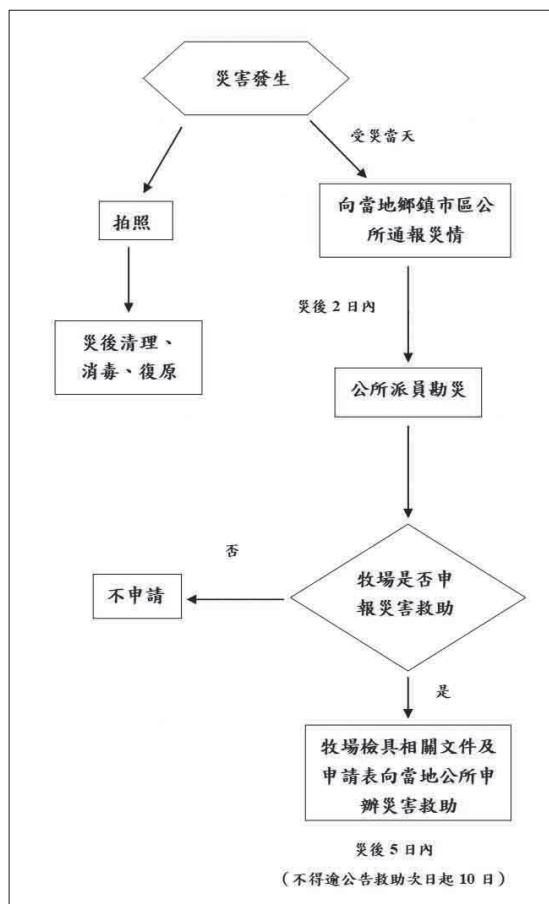 災害發生
受災當天
拍照
向當地鄉鎮市區公
所通報災情
災後清理、
消毒、復原
災後 2 日內
公所派員勘災
牧場是否申
報災害救助
否
不申請
是
牧場檢具相關文件及
申請表向當地公所申
辦災害救助
災後 5 日內
（不得逾公告救助次日起 10 日）